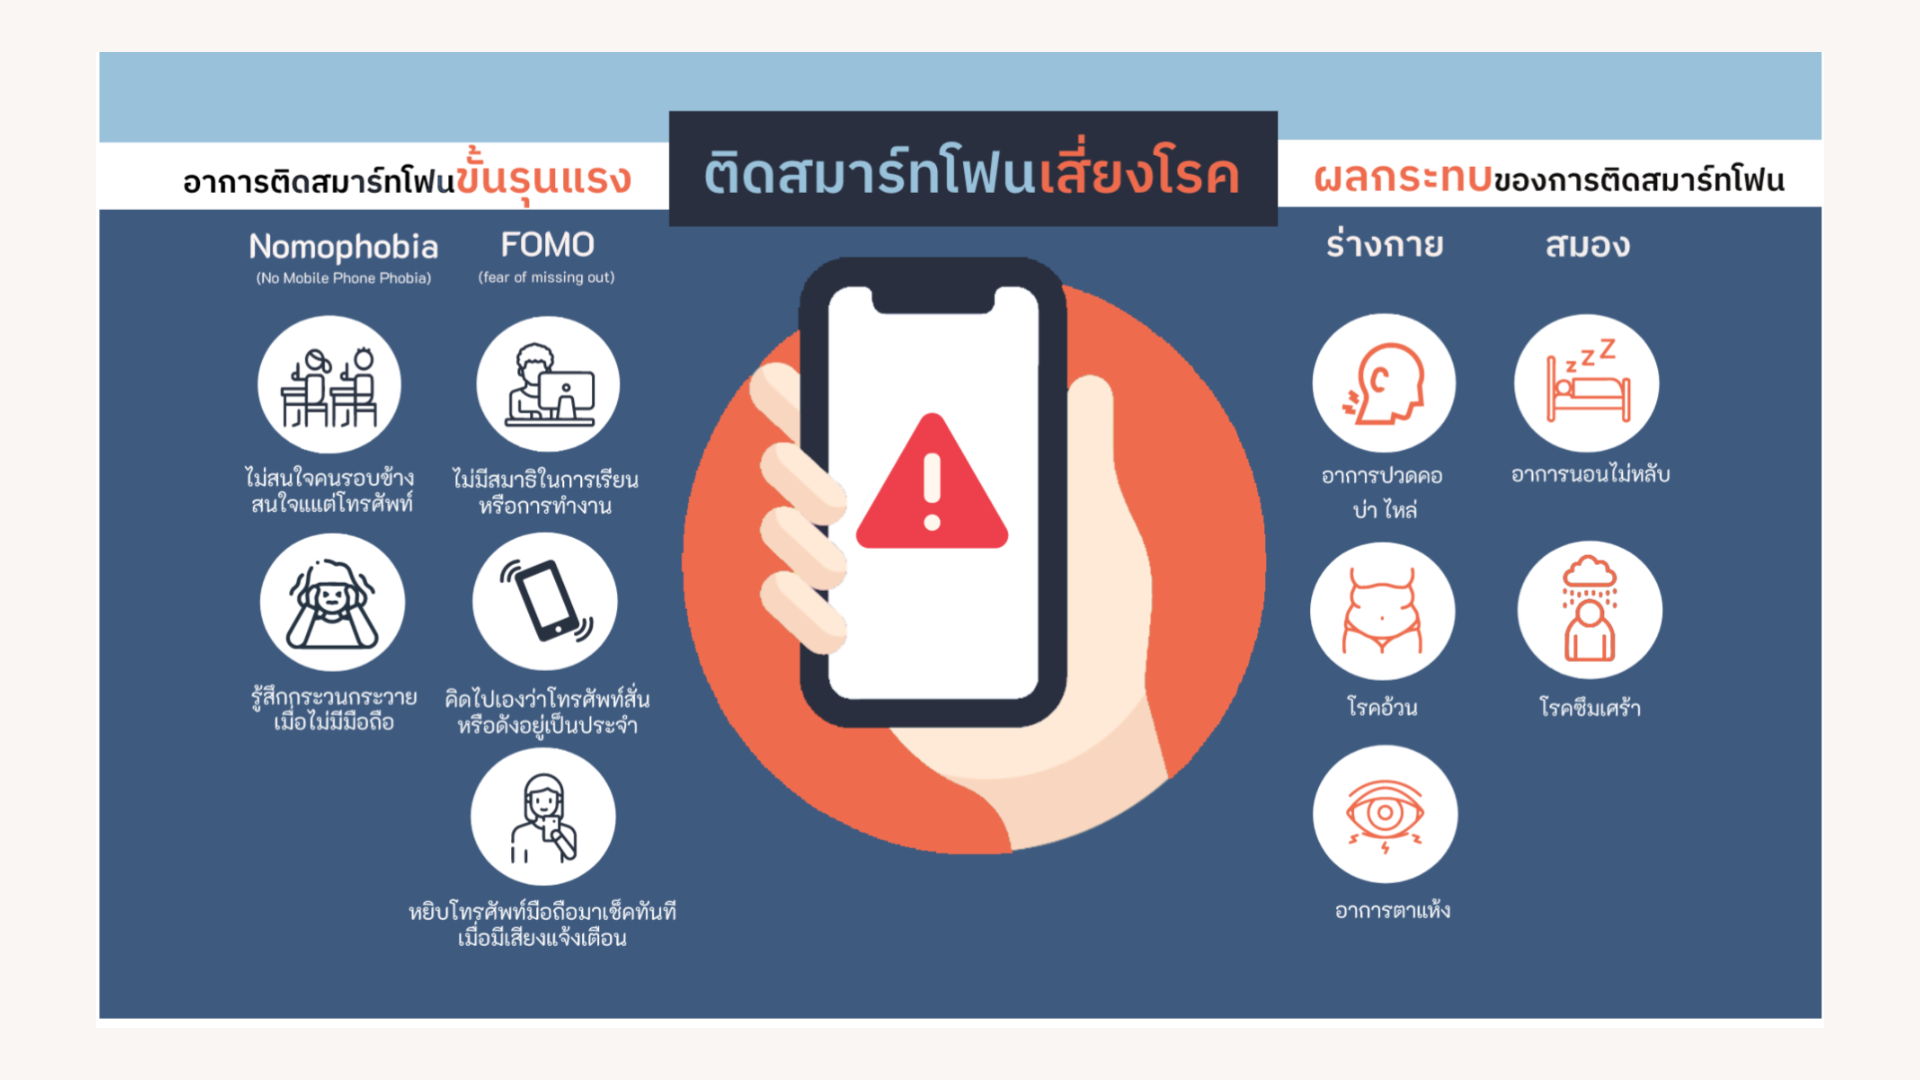 ติดสมาร์ทโฟนเสี่ยงโรค
อาการติดสมาร์ทโฟนขั้นรุนแรง
Nomophobia
(No Mobile Phone Phobia)
ไม่สนใจคนรอบข้าง
สนใจแแต่โทรศัพท์
รู้สึกกระวนกระวาย
เมื่อไม่มีมือถือ
FOMO
(fear of missing out)
ไม่มีสมาธิในการเรียน
หรือการทำงาน
คิดไปเองว่าโทรศัพท์สั่น
หรือดังอยู่เป็นประจำ
หยิบโทรศัพท์มือถือมาเช็คทันที
เมื่อมีเสียงแจ้งเตือน
ผลกระทบของการติดสมาร์ทโฟน
ร่างกาย
อาการปวดคอ
บ่า ไหล่
โรคอ้วน
อาการตาแห้ง
สมอง
อาการนอนไม่หลับ
โรคซึมเศร้า